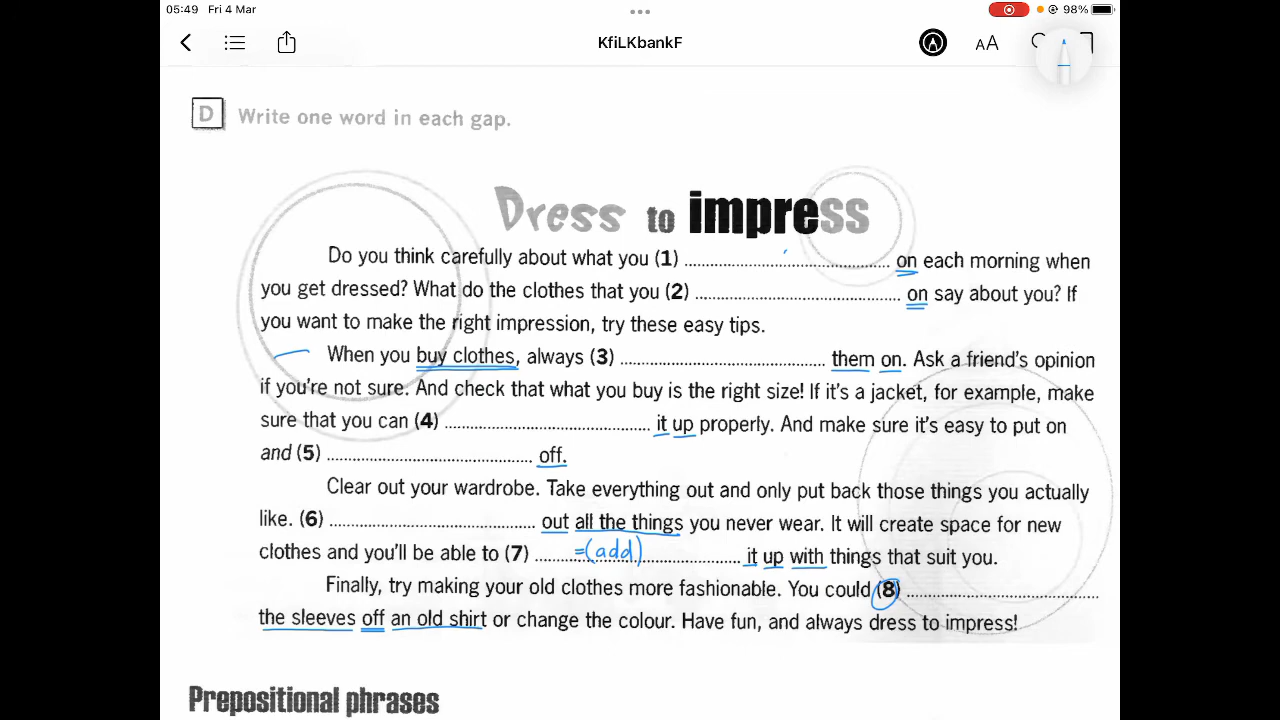 05:49 Fri 4 Mar
98%
KfiLKbankF
AA
D Write one word in each gap.
Dress to impress
Do you think carefully about what you (1) ........................................ on each morning when
you get dressed? What do the clothes that you (2) ........................................ on say about you? If
you want to make the right impression, try these easy tips.
When you buy clothes, always (3) ........................................ them on. Ask a friend's opinion
if you're not sure. And check that what you buy is the right size! If it's a jacket, for example, make
sure that you can (4) ........................................ it up properly. And make sure it's easy to put on
and (5) ........................................ off.
Clear out your wardrobe. Take everything out and only put back those things you actually
like. (6) ........................................ out all the things you never wear. It will create space for new
clothes and you'll be able to (7) ........=(add)........ it up with things that suit you.
Finally, try making your old clothes more fashionable. You could (8) ........................................
the sleeves off an old shirt or change the colour. Have fun, and always dress to impress!
Prepositional phrases